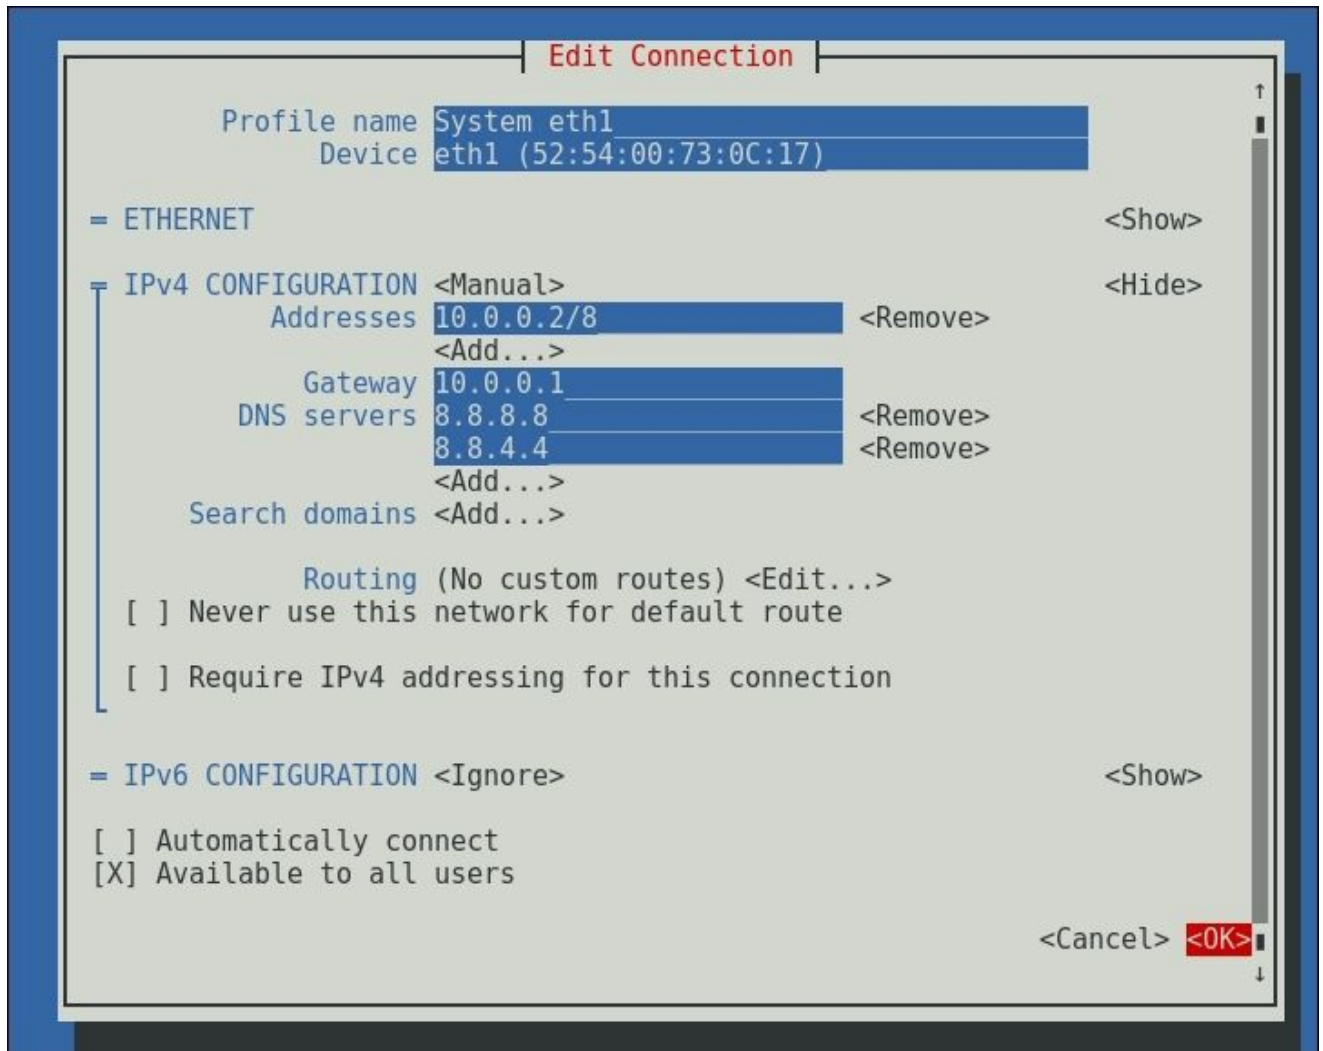 Edit Connection
↑
Profile name System eth1
Device eth1 (52:54:00:73:0C:17)
= ETHERNET <Show>
IPv4 CONFIGURATION <Manual> <Hide>
Addresses 10.0.0.2/8 <Remove>
<Add...>
Gateway 10.0.0.1
DNS servers 8.8.8.8 <Remove>
8.8.4.4 <Remove>
<Add...>
Search domains <Add...>
Routing (No custom routes) <Edit...>
[ ] Never use this network for default route
[ ] Require IPv4 addressing for this connection
= IPv6 CONFIGURATION <Ignore> <Show>
[ ] Automatically connect
[X] Available to all users
<Cancel> <OK>
↓